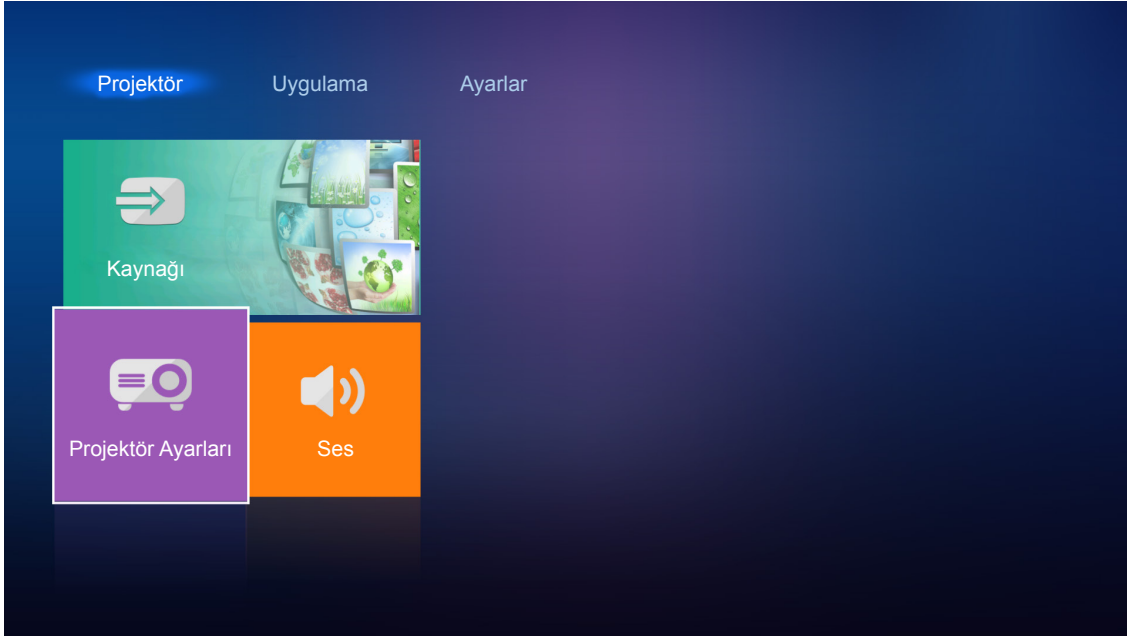 Projektör
Uygulama
Ayarlar
Kaynağı
Projektör Ayarları
Ses